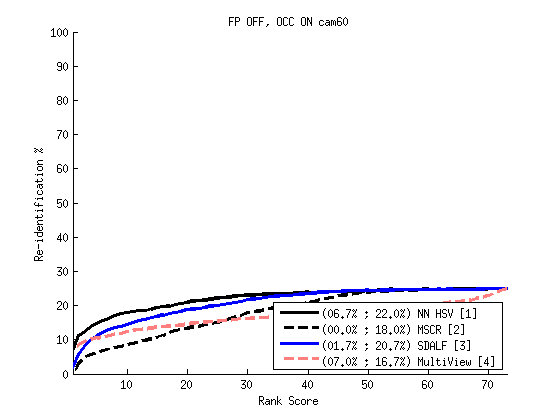 FP OFF, OCC ON cam60
100
90
80
70
60
50
40
30
20
10
0
Re-identification %
(06.7% ; 22.0%) NN HSV [1]
(00.0% ; 18.0%) MSCR [2]
(01.7% ; 20.7%) SDALF [3]
(07.0% ; 16.7%) MultiView [4]
10 20 30 40 50 60 70
Rank Score